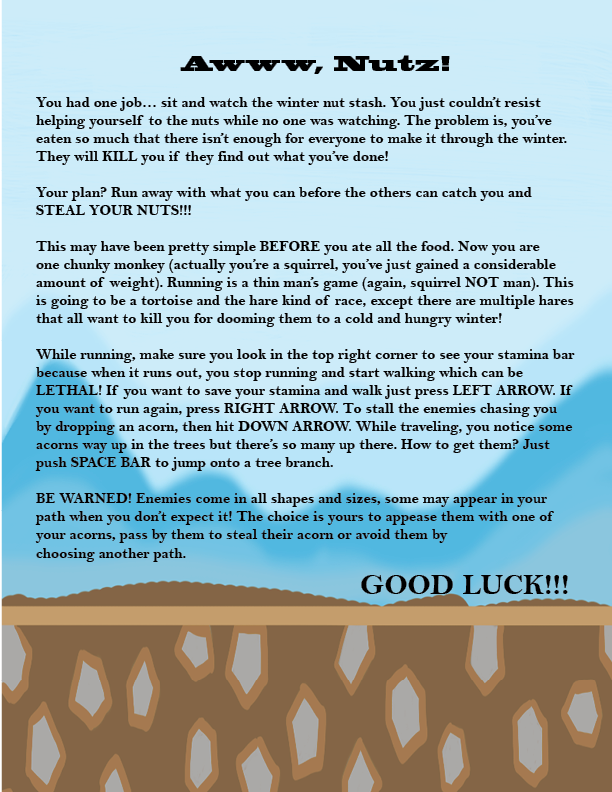 Awww, Nutz!
You had one job... sit and watch the winter nut stash. You just couldn't resist
helping yourself to the nuts while no one was watching. The problem is, you've
eaten so much that there isn't enough for everyone to make it through the winter.
They will KILL you if they find out what you've done!
Your plan? Run away with what you can before the others can catch you and
STEAL YOUR NUTS!!!
This may have been pretty simple BEFORE you ate all the food. Now you are
one chunky monkey (actually you're a squirrel, you've just gained a considerable
amount of weight). Running is a thin man's game (again, squirrel NOT man). This
is going to be a tortoise and the hare kind of race, except there are multiple hares
that all want to kill you for dooming them to a cold and hungry winter!
While running, make sure you look in the top right corner to see your stamina bar
because when it runs out, you stop running and start walking which can be
LETHAL! If you want to save your stamina and walk just press LEFT ARROW. If
you want to run again, press RIGHT ARROW. To stall the enemies chasing you
by dropping an acorn, then hit DOWN ARROW. While traveling, you notice some
acorns way up in the trees but there's so many up there. How to get them? Just
push SPACE BAR to jump onto a tree branch.
BE WARNED! Enemies come in all shapes and sizes, some may appear in your
path when you don't expect it! The choice is yours to appease them with one of
your acorns, pass by them to steal their acorn or avoid them by
choosing another path.
GOOD LUCK!!!